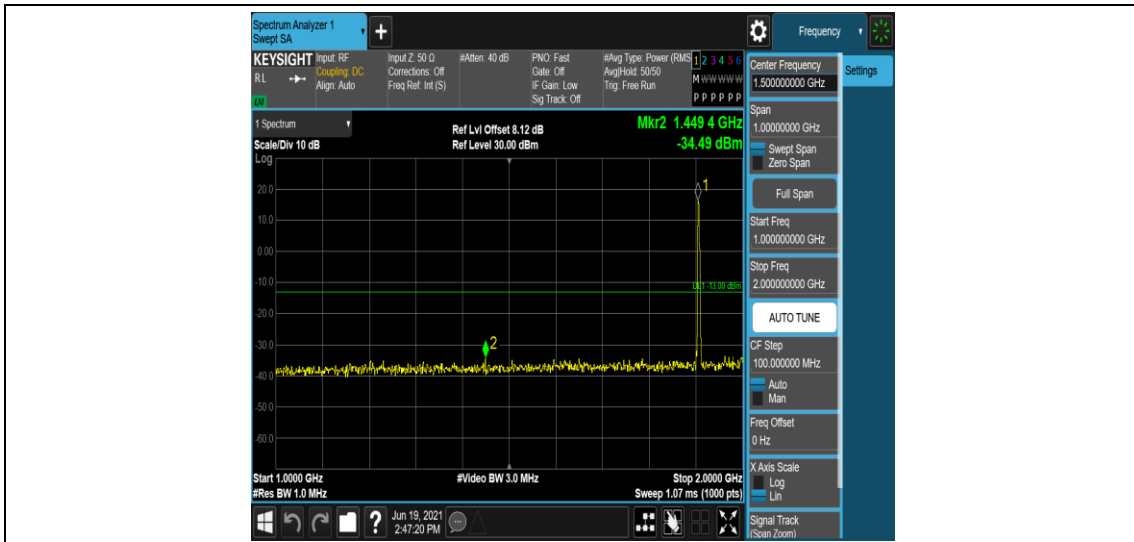 Spectrum Analyzer 1
Swept SA
+
Frequency
KEYSIGHT
RL
LXI
Input: RF
Coupling: DC
Align: Auto
Input Z: 50 Ω
Corrections: Off
Freq Ref: Int (S)
#Atten: 40 dB
PNO: Fast
Gate: Off
IF Gain: Low
Sig Track: Off
#Avg Type: Power (RMS
Avg|Hold: 50/50
Trig: Free Run
1 2 3 4 5 6
M W W W W W
P P P P P P
1 Spectrum
Scale/Div 10 dB
Log
Ref Lvl Offset 8.12 dB
Ref Level 30.00 dBm
Mkr2 1.449 4 GHz
-34.49 dBm
20.0
10.0
0.00
-10.0
-20.0
-30.0
-40.0
-50.0
-60.0
1
DL1 -13.00 dBm
2
Start 1.0000 GHz
#Res BW 1.0 MHz
#Video BW 3.0 MHz
Stop 2.0000 GHz
Sweep 1.07 ms (1000 pts)
Center Frequency
1.500000000 GHz
Settings
Span
1.00000000 GHz
Swept Span
Zero Span
Full Span
Start Freq
1.000000000 GHz
Stop Freq
2.000000000 GHz
AUTO TUNE
CF Step
100.000000 MHz
Auto
Man
Freq Offset
0 Hz
X Axis Scale
Log
Lin
Signal Track
(Span Zoom)
?
Jun 19, 2021
2:47:20 PM